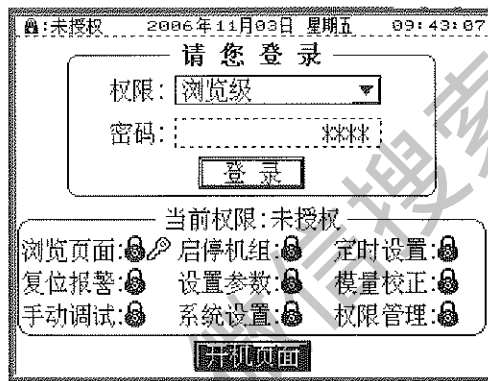 :未授权 2006年11月03日 星期五 09:43:07
请您登录
权限: 浏览级
密码: ****
登录
当前权限:未授权
浏览页面: 启停机组: 定时设置:
复位报警: 设置参数: 模量校正:
手动调试: 系统设置: 权限管理:
开机页面